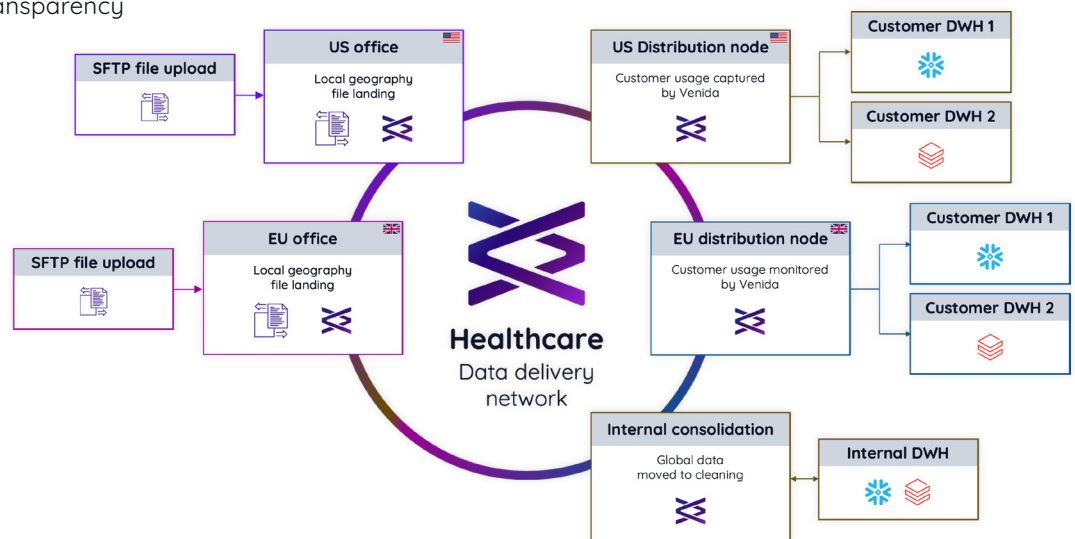 US office
US Distribution node
Customer DWH 1
SFTP file upload
Local geography
file landing
Customer usage captured
by Venida
Customer DWH 2
EU office
EU distribution node
Customer DWH 1
SFTP file upload
Local geography
file landing
Customer usage monitored
by Venida
Customer DWH 2
Healthcare
Data delivery
network
Internal consolidation
Global data
moved to cleaning
Internal DWH